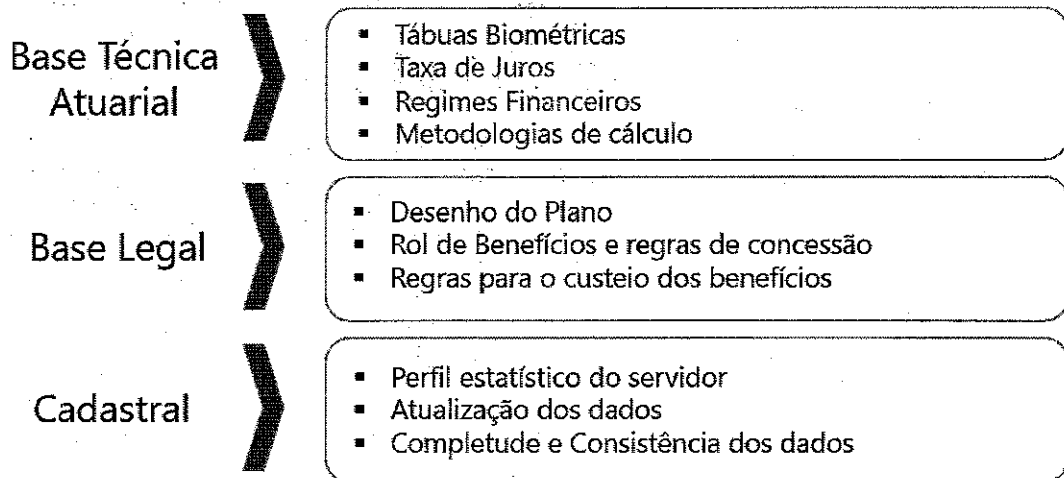 Base Técnica
Atuarial
▪ Tábuas Biométricas
▪ Taxa de Juros
▪ Regimes Financeiros
▪ Metodologias de cálculo
Base Legal
▪ Desenho do Plano
▪ Rol de Benefícios e regras de concessão
▪ Regras para o custeio dos benefícios
Cadastral
▪ Perfil estatístico do servidor
▪ Atualização dos dados
▪ Completude e Consistência dos dados